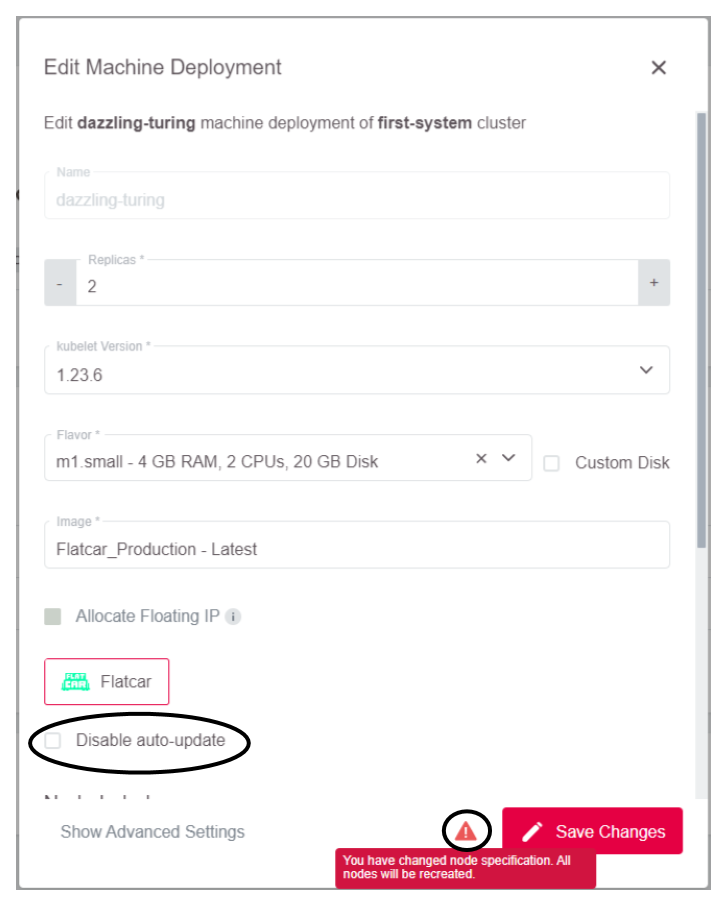 Edit Machine Deployment
Edit dazzling-turing machine deployment of first-system cluster
Name
dazzling-turing
Replicas *
- 2 +
kubelet Version *
1.23.6
Flavor *
m1.small - 4 GB RAM, 2 CPUs, 20 GB Disk
Custom Disk
Image *
Flatcar_Production - Latest
Allocate Floating IP i
FLAT CAR Flatcar
Disable auto-update
Show Advanced Settings
Save Changes
You have changed node specification. All
nodes will be recreated.